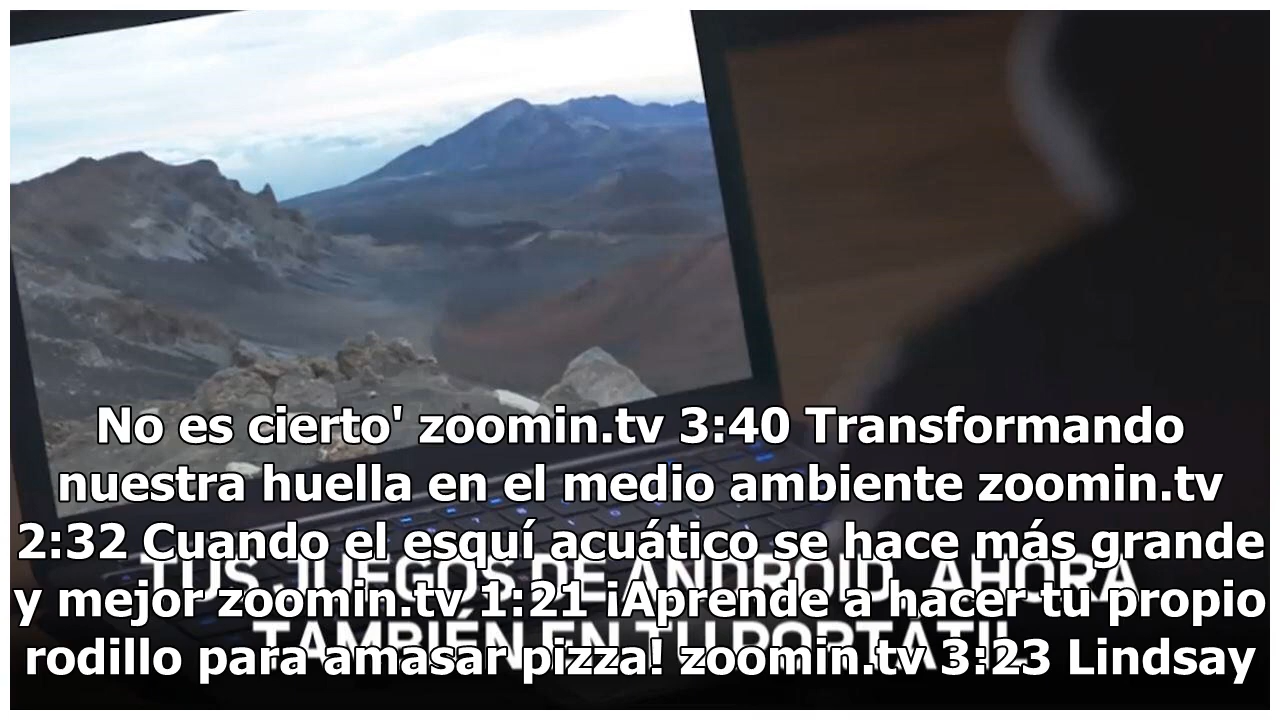 No es cierto' zoomin.tv 3:40 Transformando
nuestra huella en el medio ambiente zoomin.tv
2:32 Cuando el esquí acuático se hace más grande
y mejor zoomin.tv 1:21 ¡Aprende a hacer tu propio
rodillo para amasar pizza! zoomin.tv 3:23 Lindsay
TUS JUEGOS DE ANDROID, AHORA
TAMBIÉN EN TU PORTÁTIL